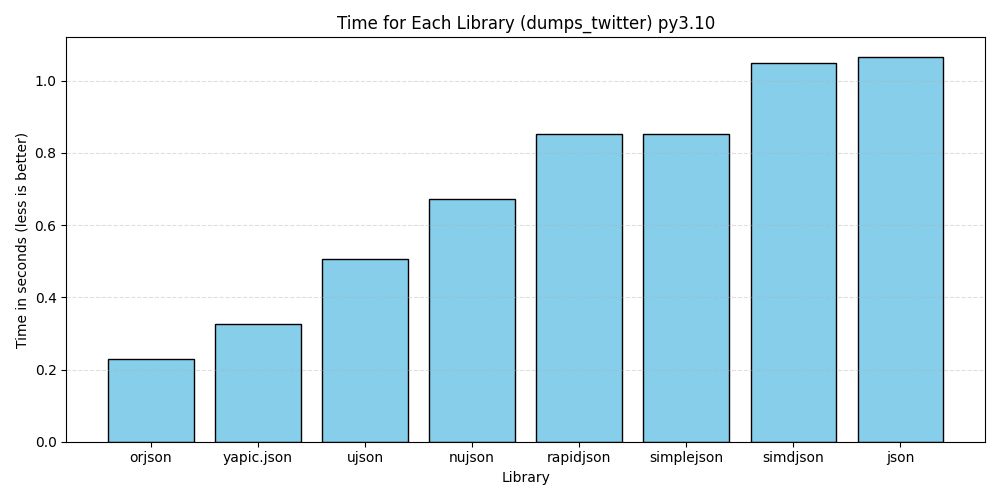 Time for Each Library (dumps_twitter) py3.10
Time in seconds (less is better)
1.0
0.8
0.6
0.4
0.2
0.0
orjson yapic.json ujson nujson rapidjson simplejson simdjson json
Library